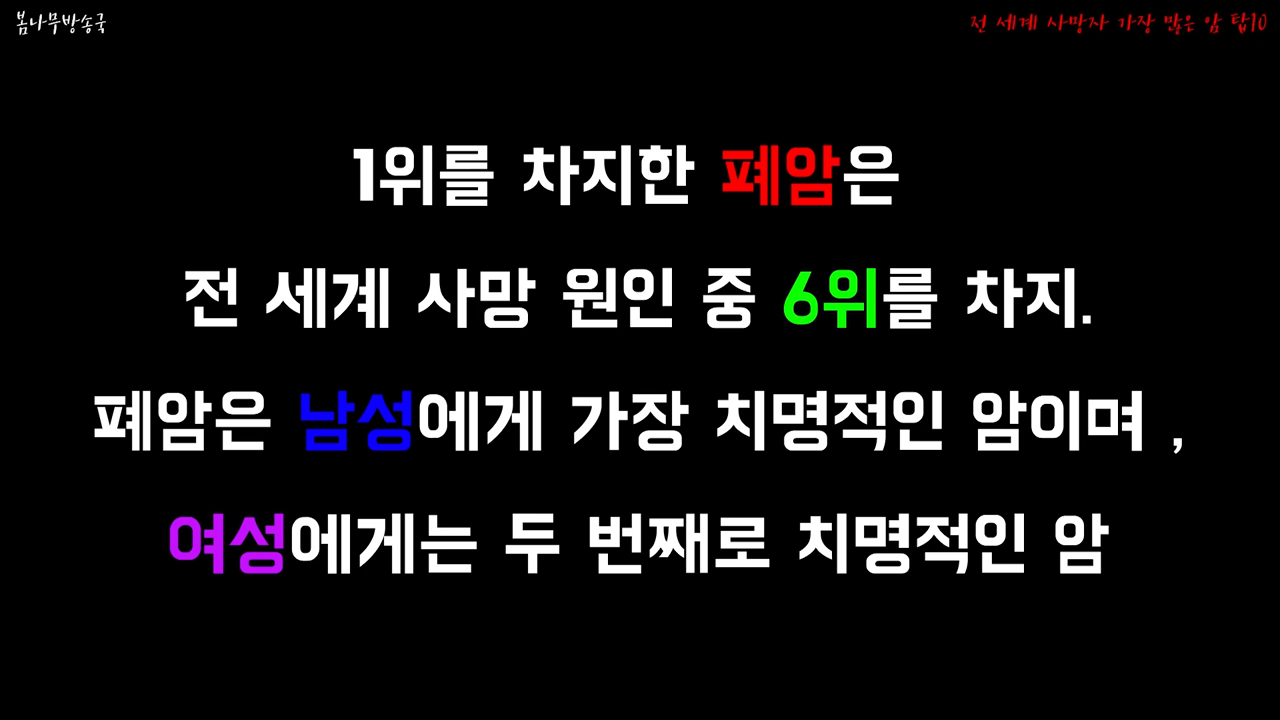 봄나무방송국
전 세계 사망자 가장 많은 암 탑10
1위를 차지한 폐암은
전 세계 사망 원인 중 6위를 차지.
폐암은 남성에게 가장 치명적인 암이며 ,
여성에게는 두 번째로 치명적인 암